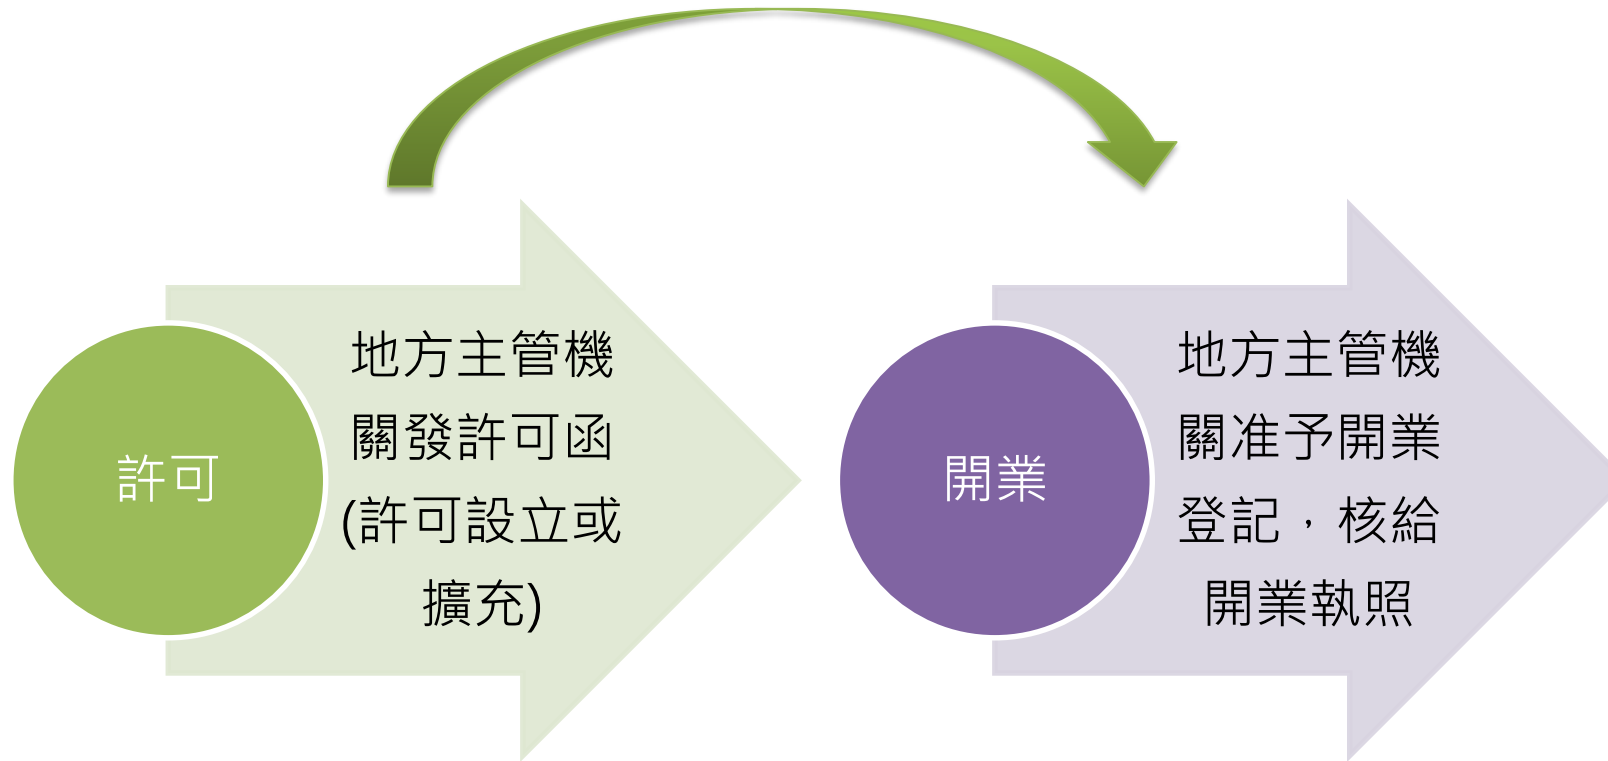 許可
地方主管機
關發許可函
(許可設立或
擴充)
開業
地方主管機
關准予開業
登記，核給
開業執照